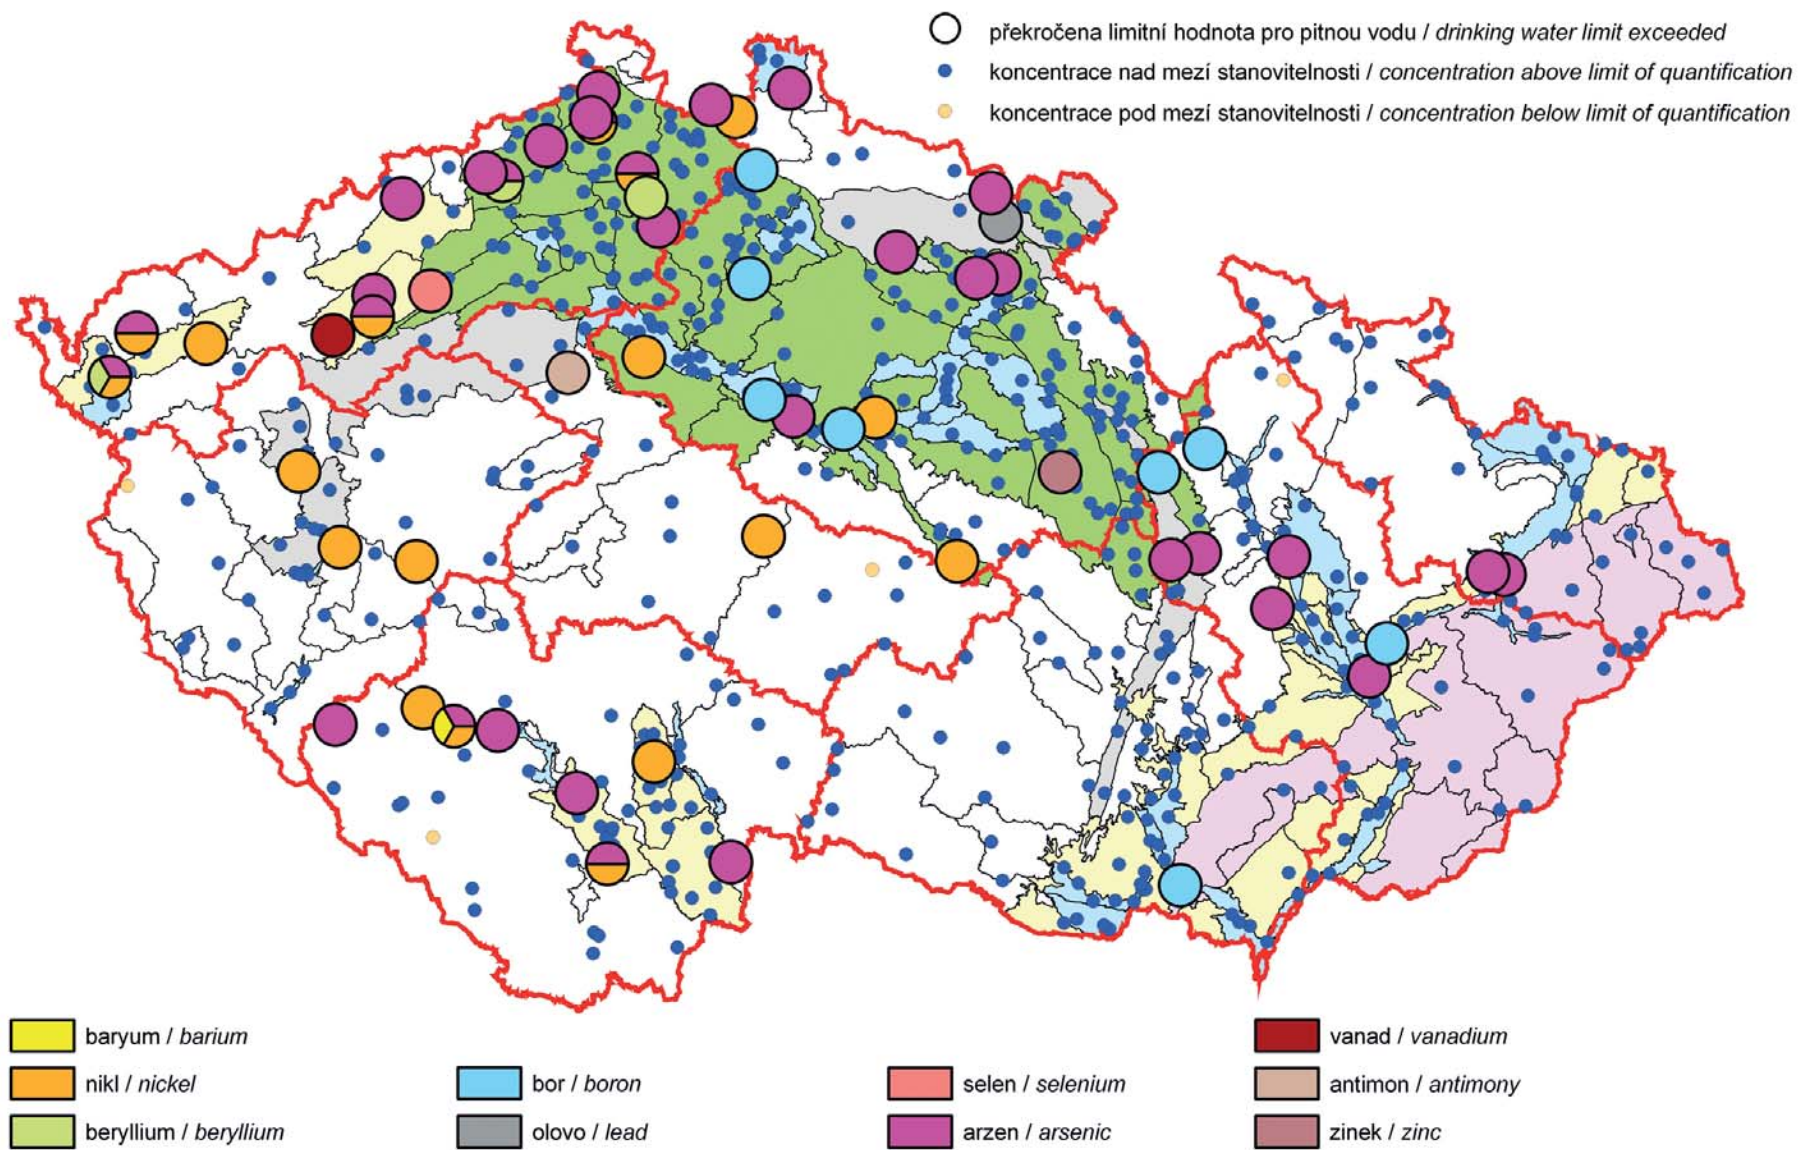 překročena limitní hodnota pro pitnou vodu / drinking water limit exceeded
koncentrace nad mezí stanovitelnosti / concentration above limit of quantification
koncentrace pod mezí stanovitelnosti / concentration below limit of quantification
baryum / barium
vanad / vanadium
nikl / nickel
bor / boron
selen / selenium
antimon / antimony
beryllium / beryllium
olovo / lead
arzen / arsenic
zinek / zinc